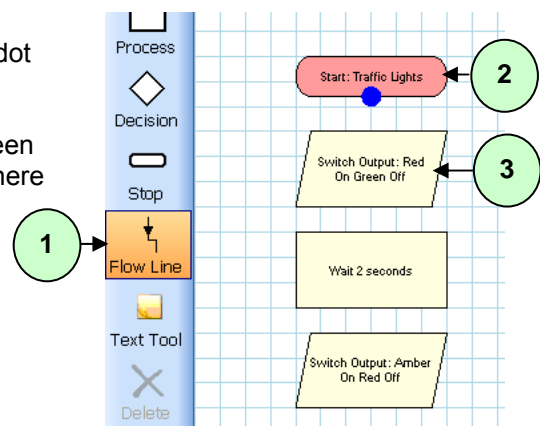 dot
een
here
Process
Decision
Stop
Flow Line
Text Tool
Delete
1
Start: Traffic Lights
2
Switch Output: Red
On Green Off
3
Wait 2 seconds
Switch Output: Amber
On Red Off